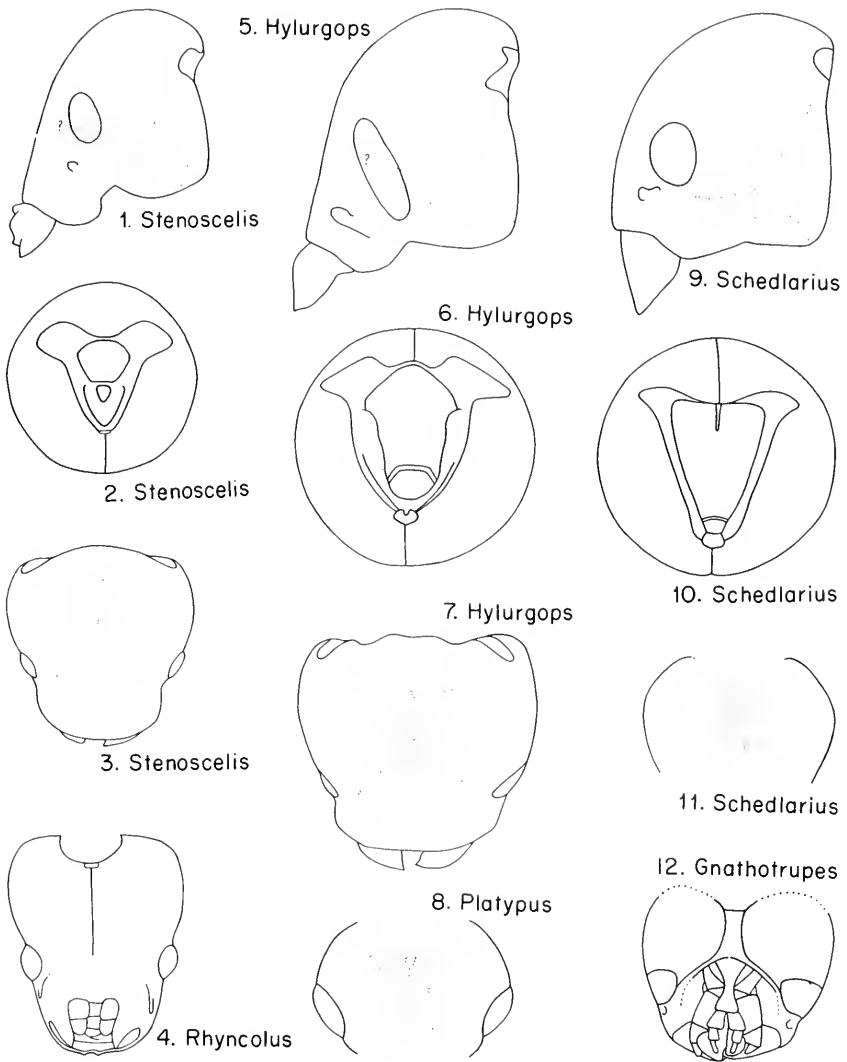 5. Hylurgops
1. Stenoscelis
9. Schedlarius
6. Hylurgops
2. Stenoscelis
10. Schedlarius
7. Hylurgops
3. Stenoscelis
11. Schedlarius
12. Gnathotrupes
8. Platypus
4. Rhyncolus